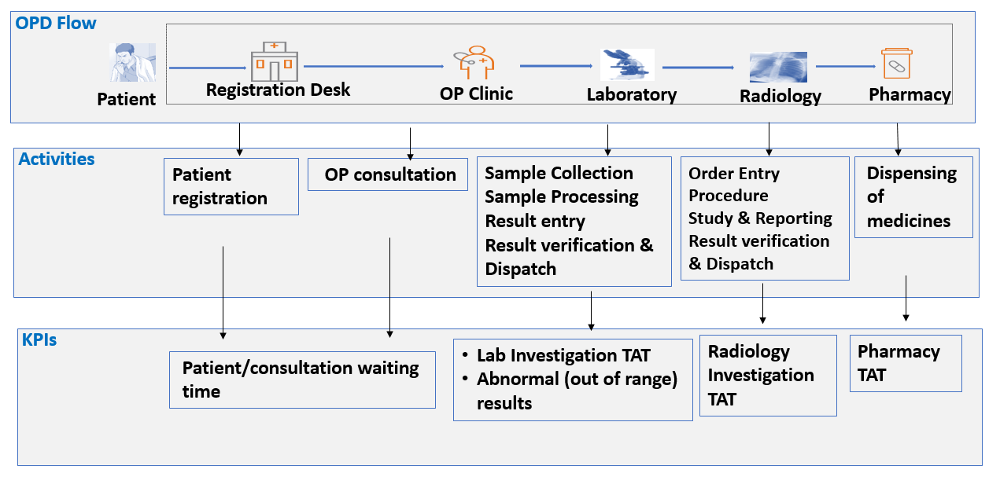 OPD Flow
Patient
Registration Desk
OP Clinic
Laboratory
Radiology
Pharmacy
Activities
Patient
registration
OP consultation
Sample Collection
Sample Processing
Result entry
Result verification &
Dispatch
Order Entry
Procedure
Study & Reporting
Result verification
& Dispatch
Dispensing
of
medicines
KPIs
Patient/consultation waiting
time
• Lab Investigation TAT
• Abnormal (out of range)
results
Radiology
Investigation
TAT
Pharmacy
TAT